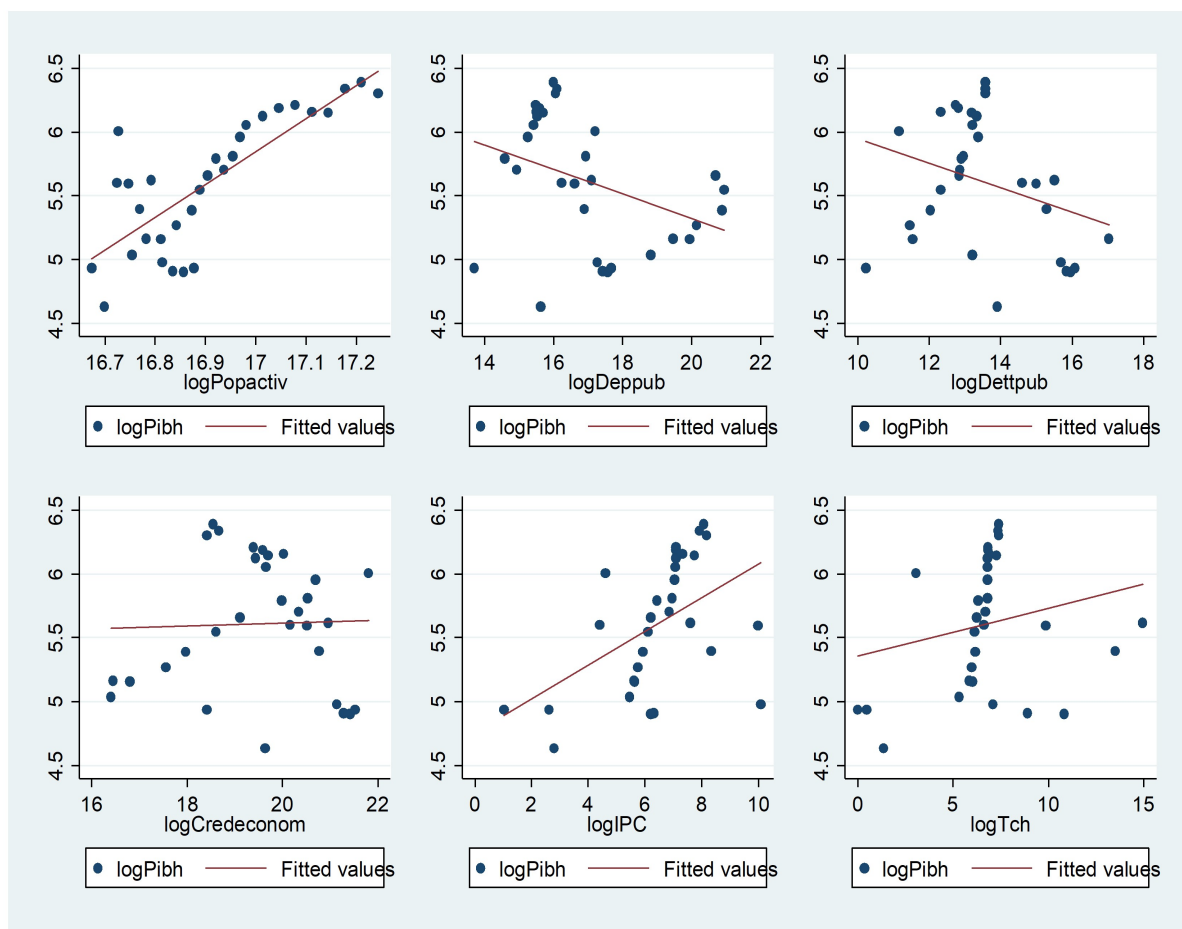 6.5
6
5.5
5
4.5
16.7 16.8 16.9 17 17.1 17.2
logPopactiv
logPibh Fitted values
6.5
6
5.5
5
4.5
14 16 18 20 22
logDeppub
logPibh Fitted values
6.5
6
5.5
5
4.5
10 12 14 16 18
logDettpub
logPibh Fitted values
6.5
6
5.5
5
4.5
16 18 20 22
logCredeconom
logPibh Fitted values
6.5
6
5.5
5
4.5
0 2 4 6 8 10
logIPC
logPibh Fitted values
6.5
6
5.5
5
4.5
0 5 10 15
logTch
logPibh Fitted values